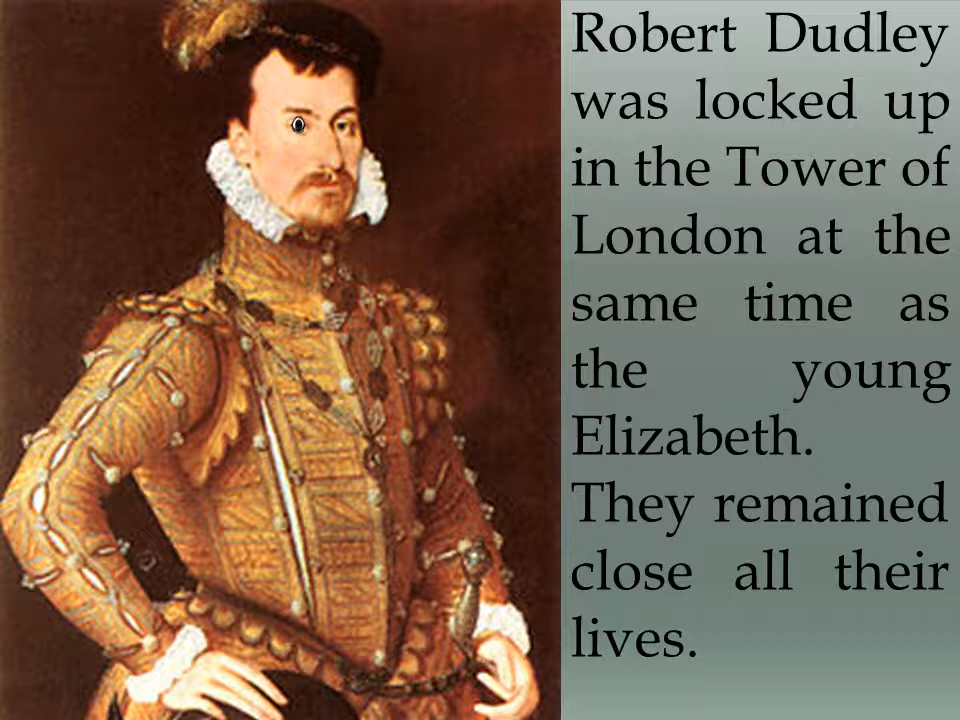 Robert Dudley
was locked up
in the Tower of
London at the
same time as
the young
Elizabeth.
They remained
close all their
lives.